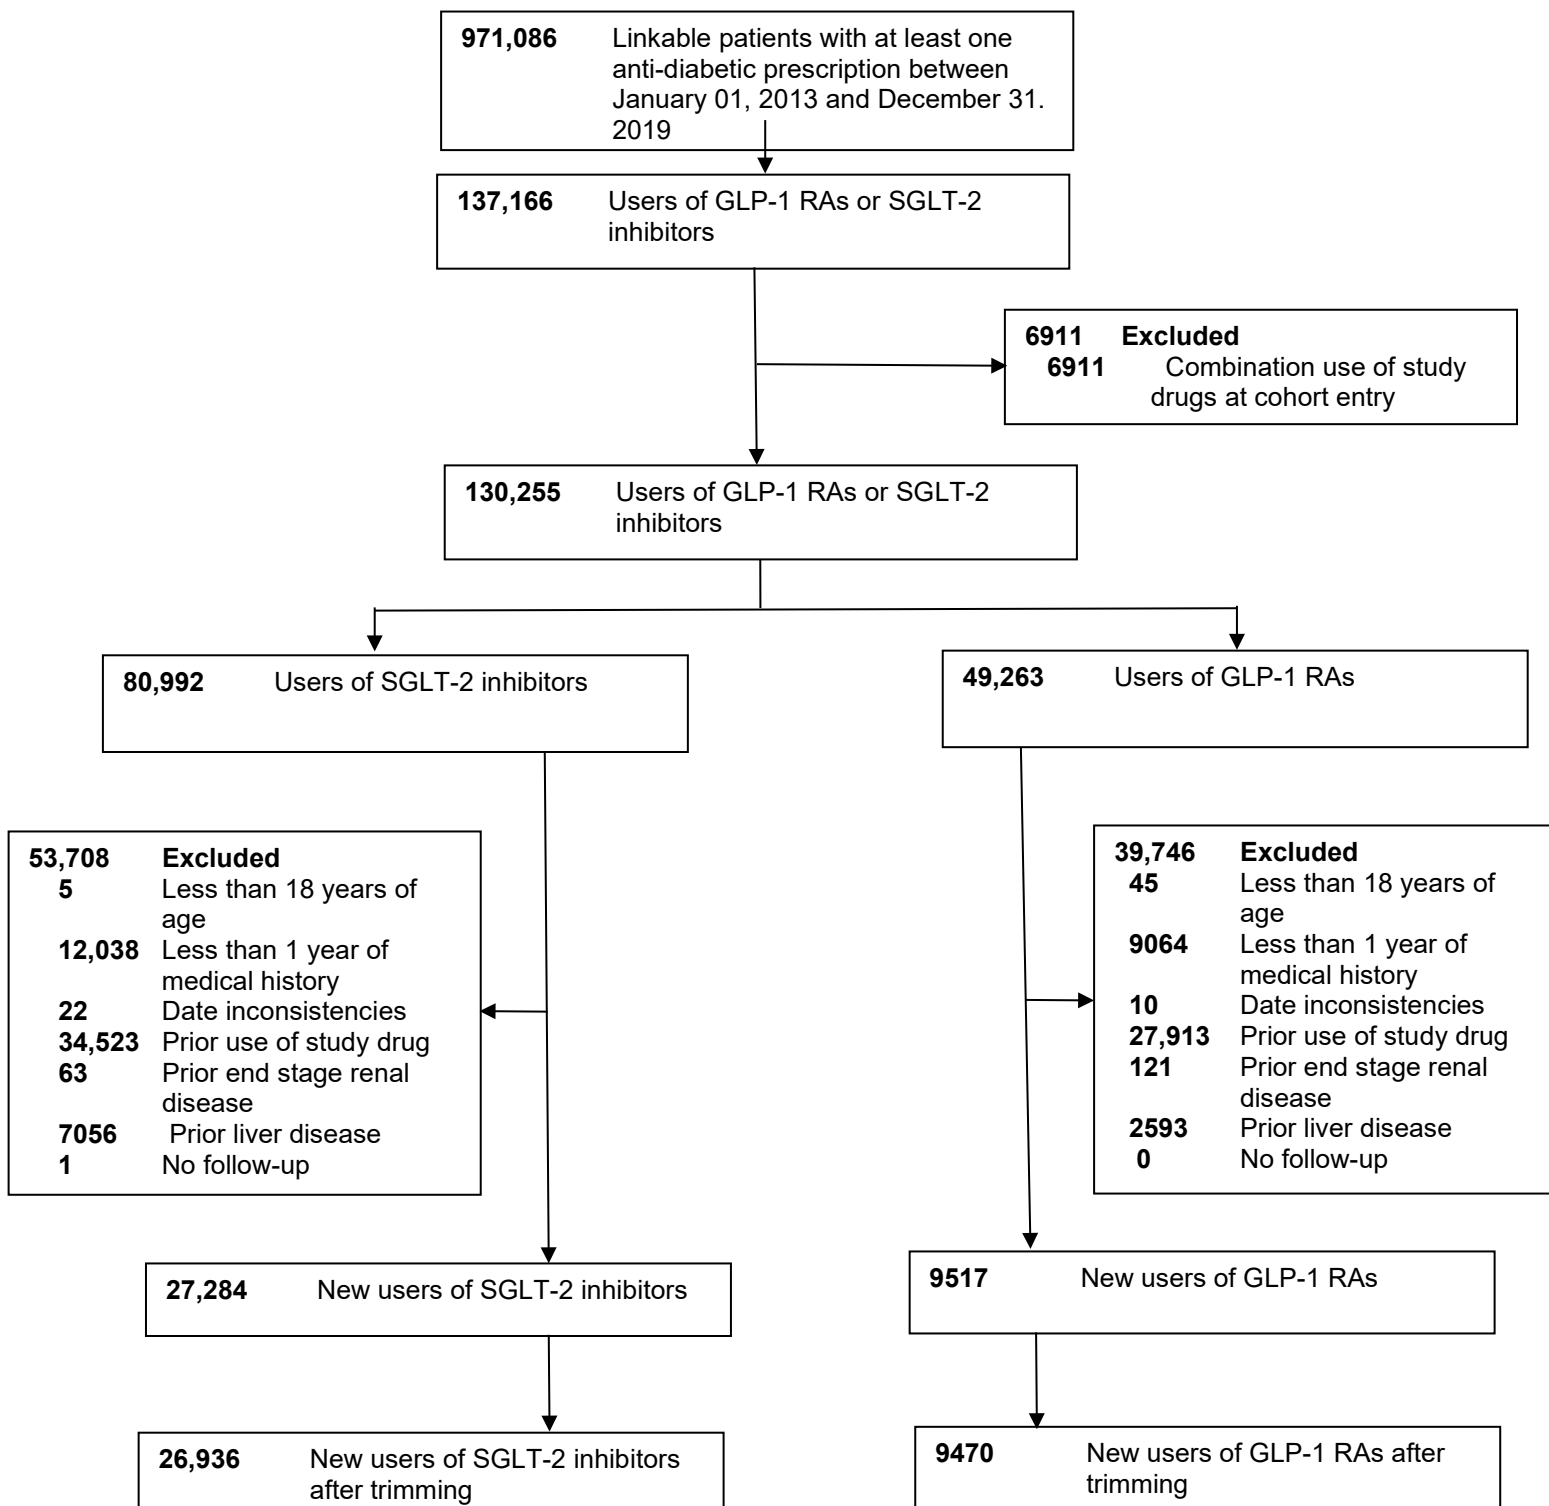 971,086 Linkable patients with at least one
anti-diabetic prescription between
January 01, 2013 and December 31.
2019
137,166 Users of GLP-1 RAs or SGLT-2
inhibitors
6911 Excluded
6911 Combination use of study
drugs at cohort entry
130,255 Users of GLP-1 RAs or SGLT-2
inhibitors
80,992 Users of SGLT-2 inhibitors
49,263 Users of GLP-1 RAs
53,708 Excluded
5 Less than 18 years of
age
12,038 Less than 1 year of
medical history
22 Date inconsistencies
34,523 Prior use of study drug
63 Prior end stage renal
disease
7056 Prior liver disease
1 No follow-up
39,746 Excluded
45 Less than 18 years of
age
9064 Less than 1 year of
medical history
10 Date inconsistencies
27,913 Prior use of study drug
121 Prior end stage renal
disease
2593 Prior liver disease
0 No follow-up
27,284 New users of SGLT-2 inhibitors
9517 New users of GLP-1 RAs
26,936 New users of SGLT-2 inhibitors
after trimming
9470 New users of GLP-1 RAs after
trimming